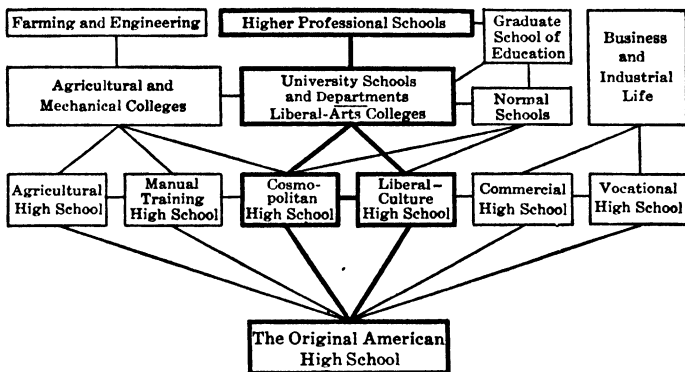 Farming and Engineering
Higher Professional Schools
Graduate
School of
Education
Business
and
Industrial
Life
Agricultural and
Mechanical Colleges
University Schools
and Departments
Liberal-Arts Colleges
Normal
Schools
Agricultural
High School
Manual
Training
High School
Cosmo-
politan
High School
Liberal-
Culture
High School
Commercial
High School
Vocational
High School
The Original American
High School